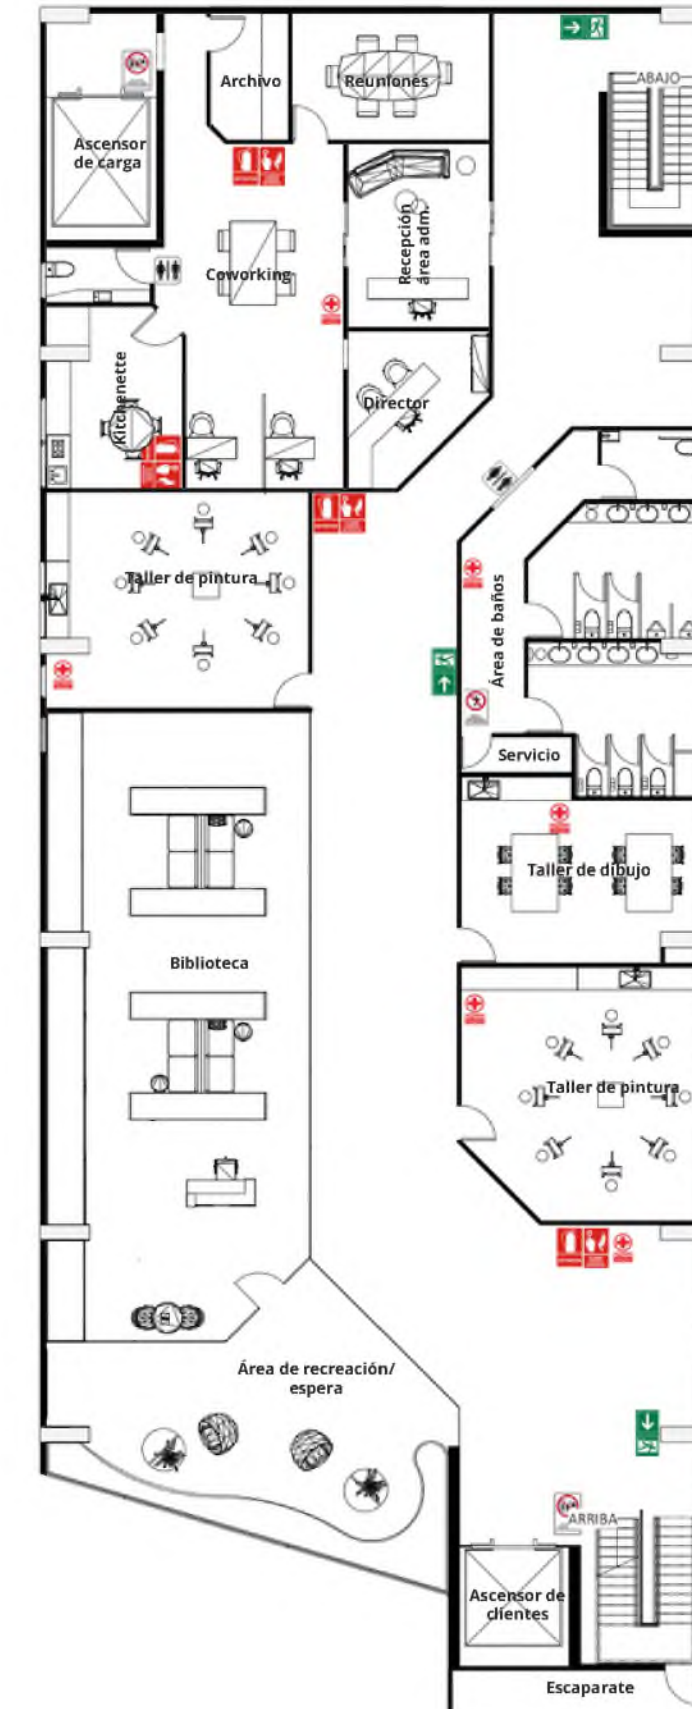 ABAJO
Archivo
Reuniones
Ascensor
de carga
Recepción
área adm.
Coworking
Kitchenette
Director
Taller de pintura
Área de baños
Servicio
Taller de dibujo
Biblioteca
Taller de pintura
Área de recreación/
espera
ARRIBA
Ascensor de
clientes
Escaparate